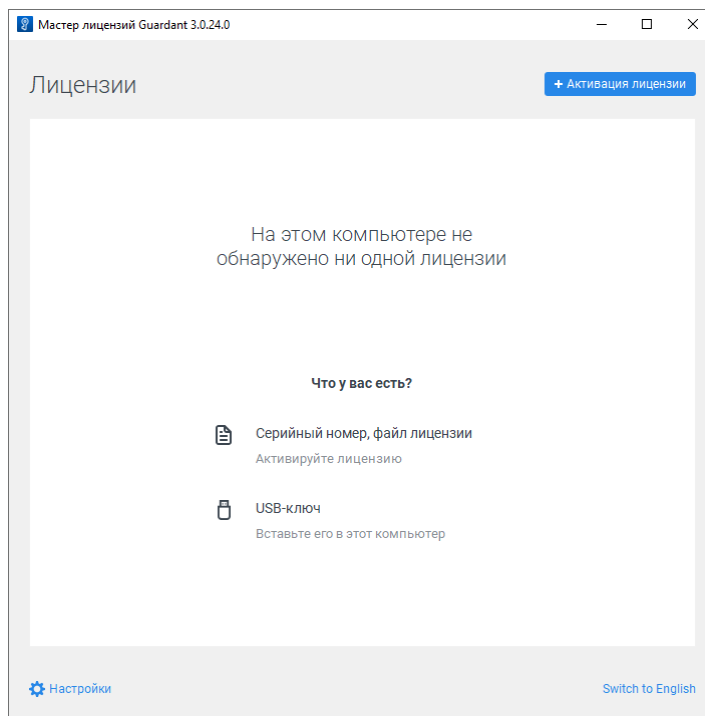 Мастер лицензий Guardant 3.0.24.0
Лицензии
+ Активация лицензии
На этом компьютере не
обнаружено ни одной лицензии
Что у вас есть?
Серийный номер, файл лицензии
Активируйте лицензию
USB-ключ
Вставьте его в этот компьютер
Настройки
Switch to English